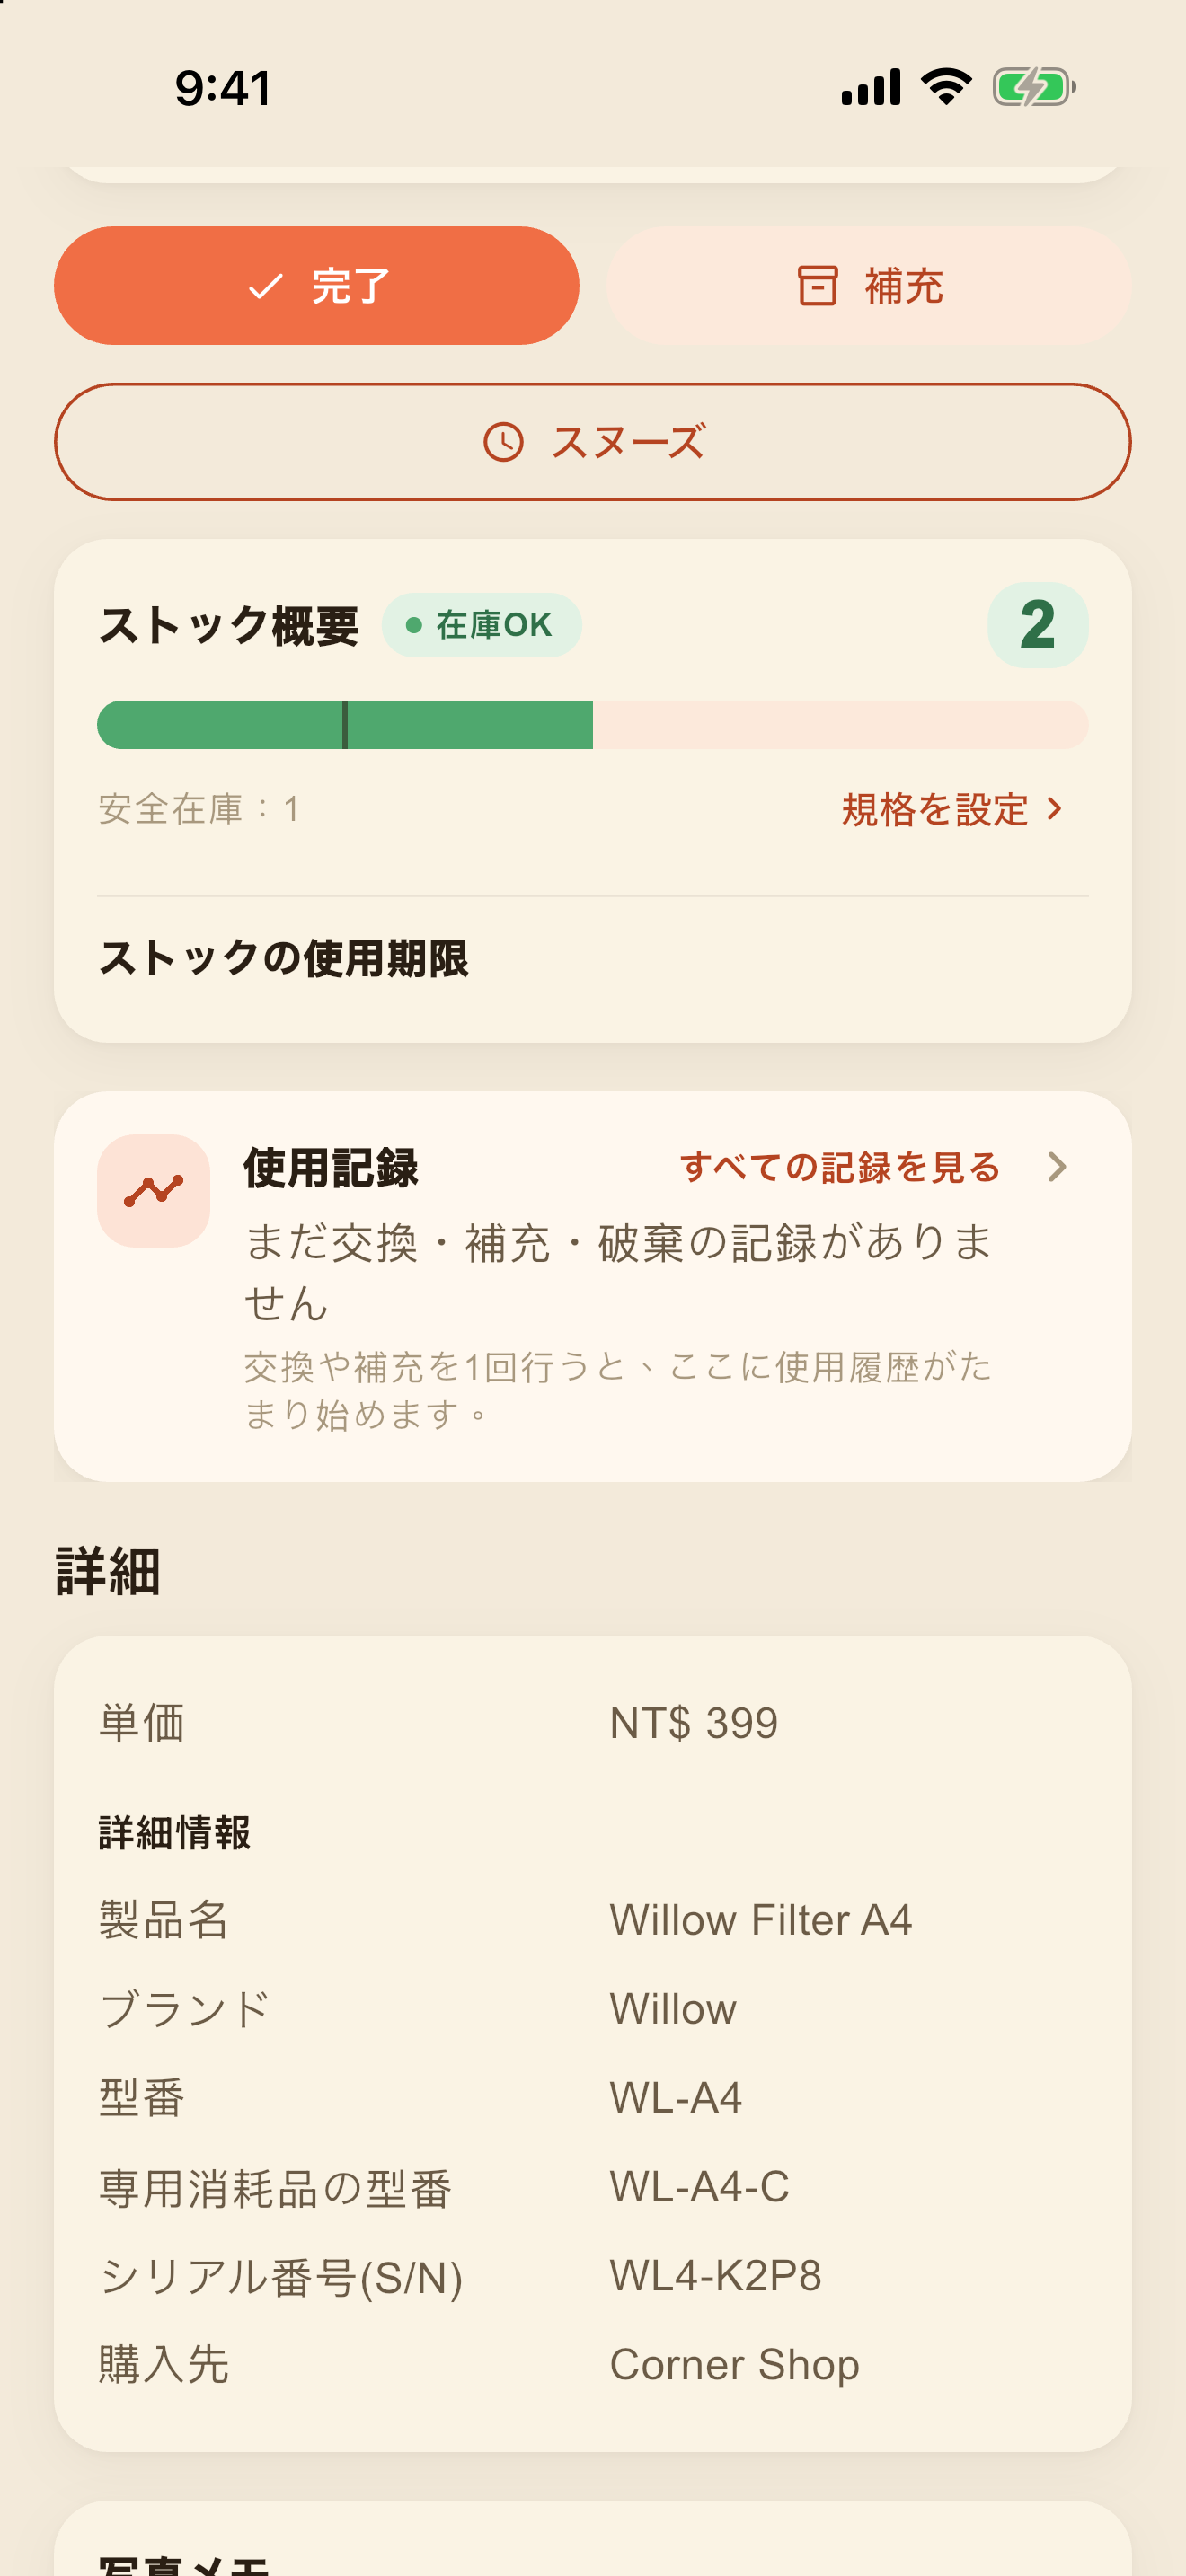 9:41
完了
補充
スヌーズ
ストック概要
在庫OK
2
安全在庫：1
規格を設定
ストックの使用期限
使用記録
すべての記録を見る
まだ交換・補充・破棄の記録がありま
せん
交換や補充を1回行うと、ここに使用履歴がた
まり始めます。
詳細
単価
NT$ 399
詳細情報
製品名
Willow Filter A4
ブランド
Willow
型番
WL-A4
専用消耗品の型番
WL-A4-C
シリアル番号(S/N)
WL4-K2P8
購入先
Corner Shop
写真メモ